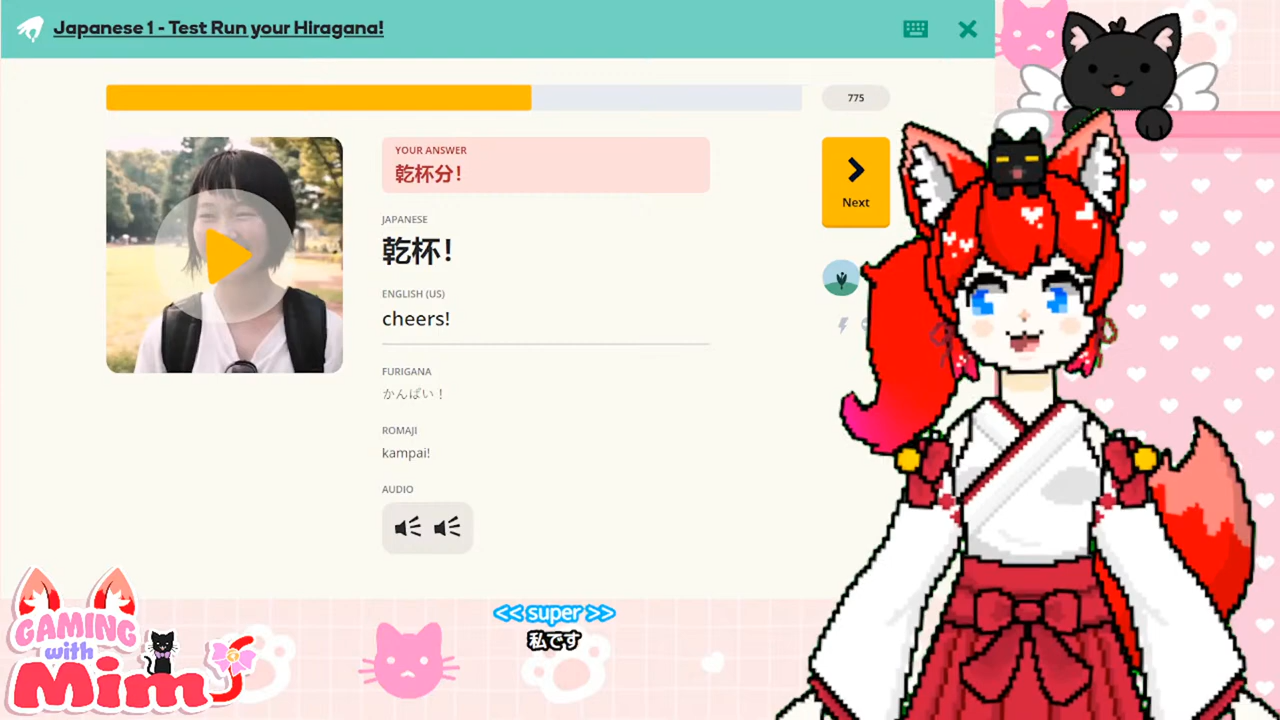 Japanese 1 - Test Run your Hiragana!
775
YOUR ANSWER
乾杯分!
JAPANESE
乾杯!
ENGLISH (US)
cheers!
FURIGANA
かんぱい！
ROMAJI
kampai!
AUDIO
Next
GAMING
with
Mim
<< super >>
私です